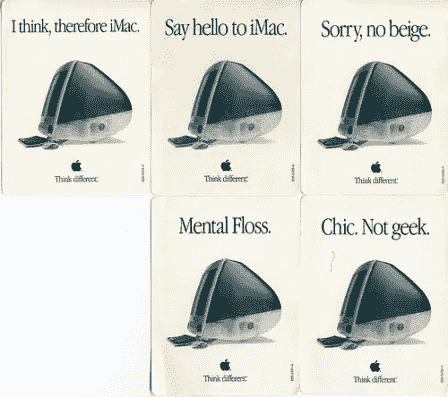 I think, therefore iMac.
Think different.
Say hello to iMac.
Think different.
Sorry, no beige.
Think different.
Mental Floss.
Think different.
Chic. Not geek.
Think different.